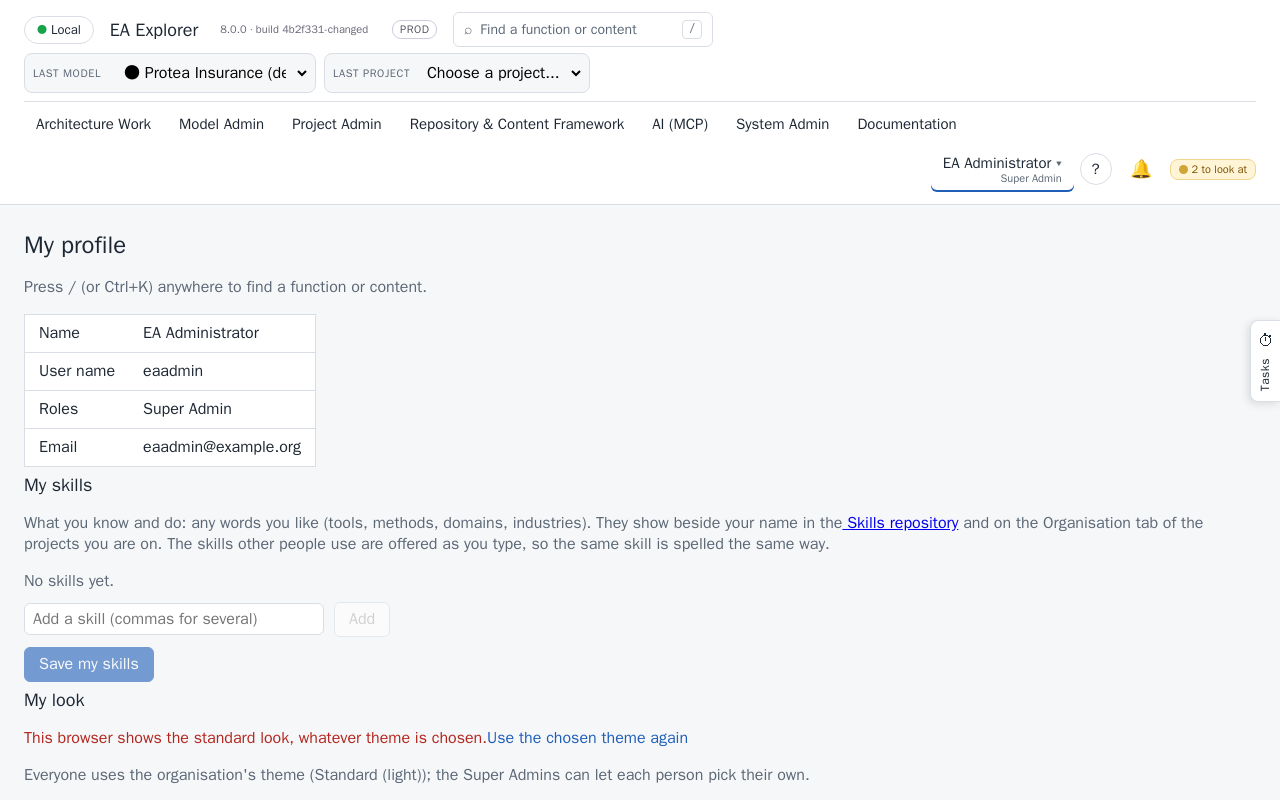 Local EA Explorer 8.0.0 · build 4b2f331-changed PROD Find a function or content /
LAST MODEL Protea Insurance (de LAST PROJECT Choose a project...
Architecture Work Model Admin Project Admin Repository & Content Framework AI (MCP) System Admin Documentation
EA Administrator ▾ ? 2 to look at
Super Admin
My profile
Press / (or Ctrl+K) anywhere to find a function or content.
Name EA Administrator
User name eaadmin
Roles Super Admin
Email eaadmin@example.org
Tasks
My skills
What you know and do: any words you like (tools, methods, domains, industries). They show beside your name in the Skills repository and on the Organisation tab of the
projects you are on. The skills other people use are offered as you type, so the same skill is spelled the same way.
No skills yet.
Add a skill (commas for several) Add
Save my skills
My look
This browser shows the standard look, whatever theme is chosen.Use the chosen theme again
Everyone uses the organisation's theme (Standard (light)); the Super Admins can let each person pick their own.